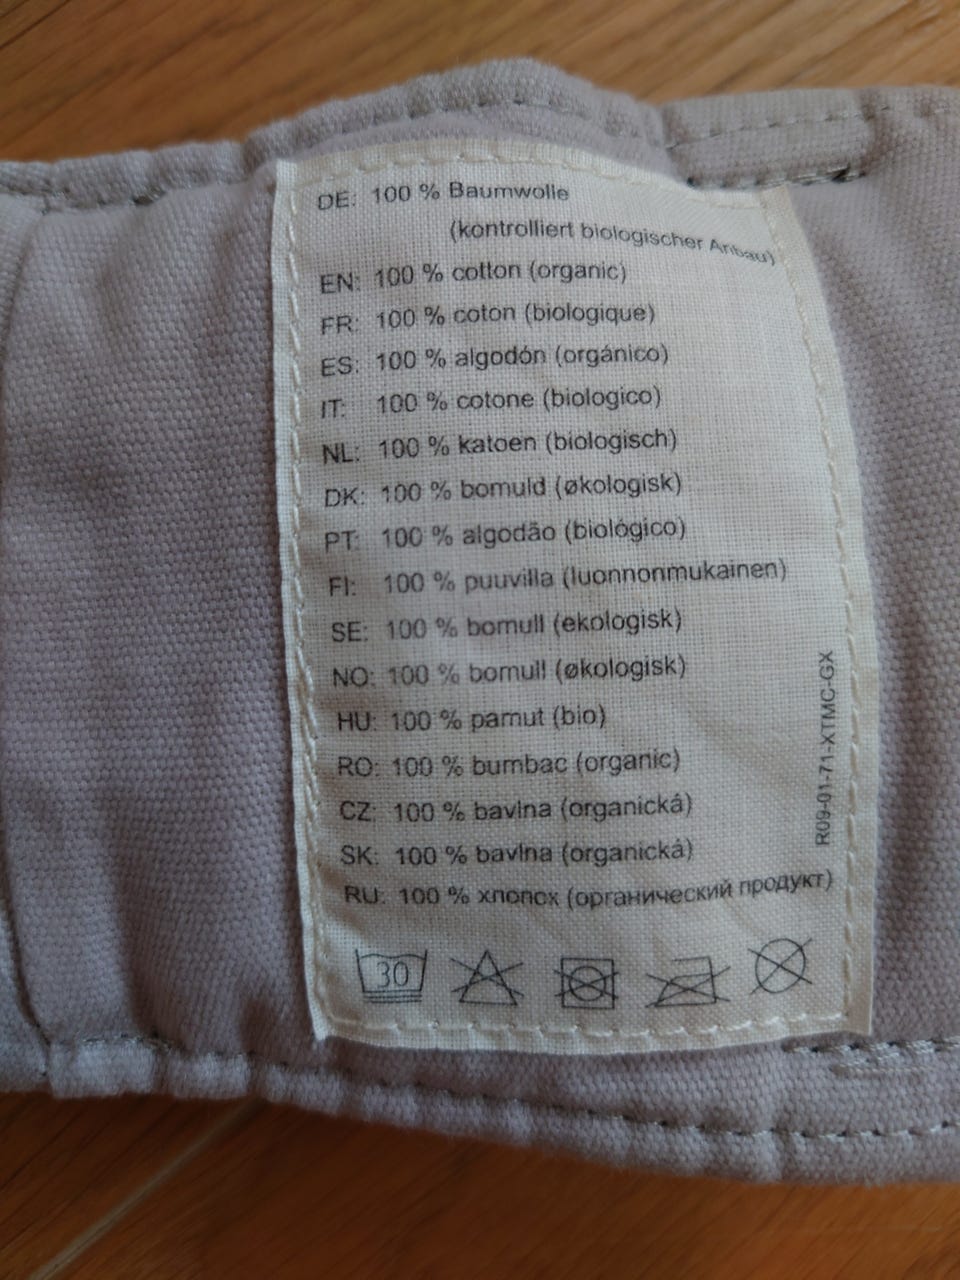 DE: 100 % Baumwolle
(kontrolliert biologischer Anbau)
EN: 100 % cotton (organic)
FR: 100 % coton (biologique)
ES: 100 % algodón (orgánico)
IT: 100 % cotone (biologico)
NL: 100 % katoen (biologisch)
DK: 100 % bomuld (økologisk)
PT: 100 % algodão (biológico)
FI: 100 % puuvilla (luonnonmukainen)
SE: 100 % bomull (ekologisk)
NO: 100 % bomull (økologisk)
HU: 100 % pamut (bio)
RO: 100 % bumbac (organic)
CZ: 100 % bavlna (organická)
SK: 100 % bavlna (organická)
RU: 100 % хлопох (органический продукт)
30
R09-01-71-XTMC-GX